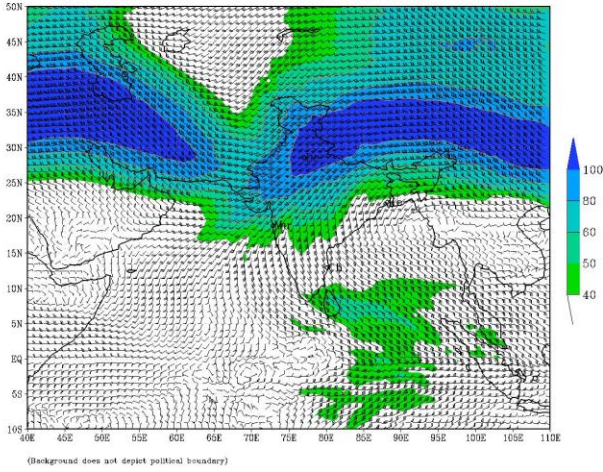 50N
45N
40N
35N
30N
25N
20N
15N
10N
5N
EQ
5S
10S
40E 45E 50E 55E 60E 65E 70E 75E 80E 85E 90E 95E 100E 105E 110E
100
80
60
50
40
(Background does not depict political boundary)